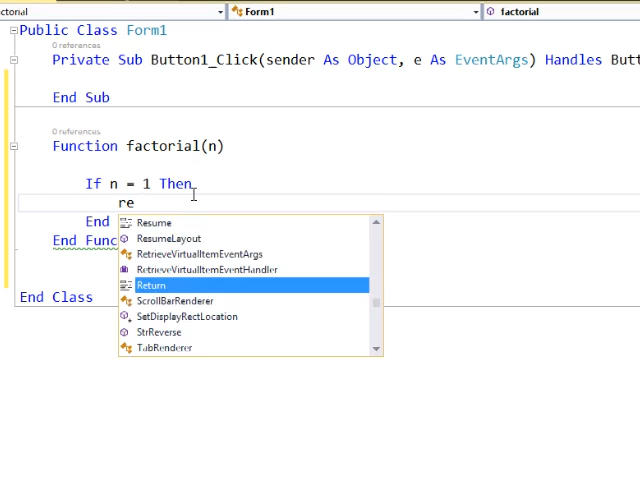 ctorial
Form1
factorial
Public Class Form1
0 references
Private Sub Button1_Click(sender As Object, e As EventArgs) Handles Butt
End Sub
0 references
Function factorial(n)
If n = 1 Then
re
End
End Func
End Class
Resume
ResumeLayout
RetrieveVirtualItemEventArgs
RetrieveVirtualItemEventHandler
Return
ScrollBarRenderer
SetDisplayRectLocation
StrReverse
TabRenderer